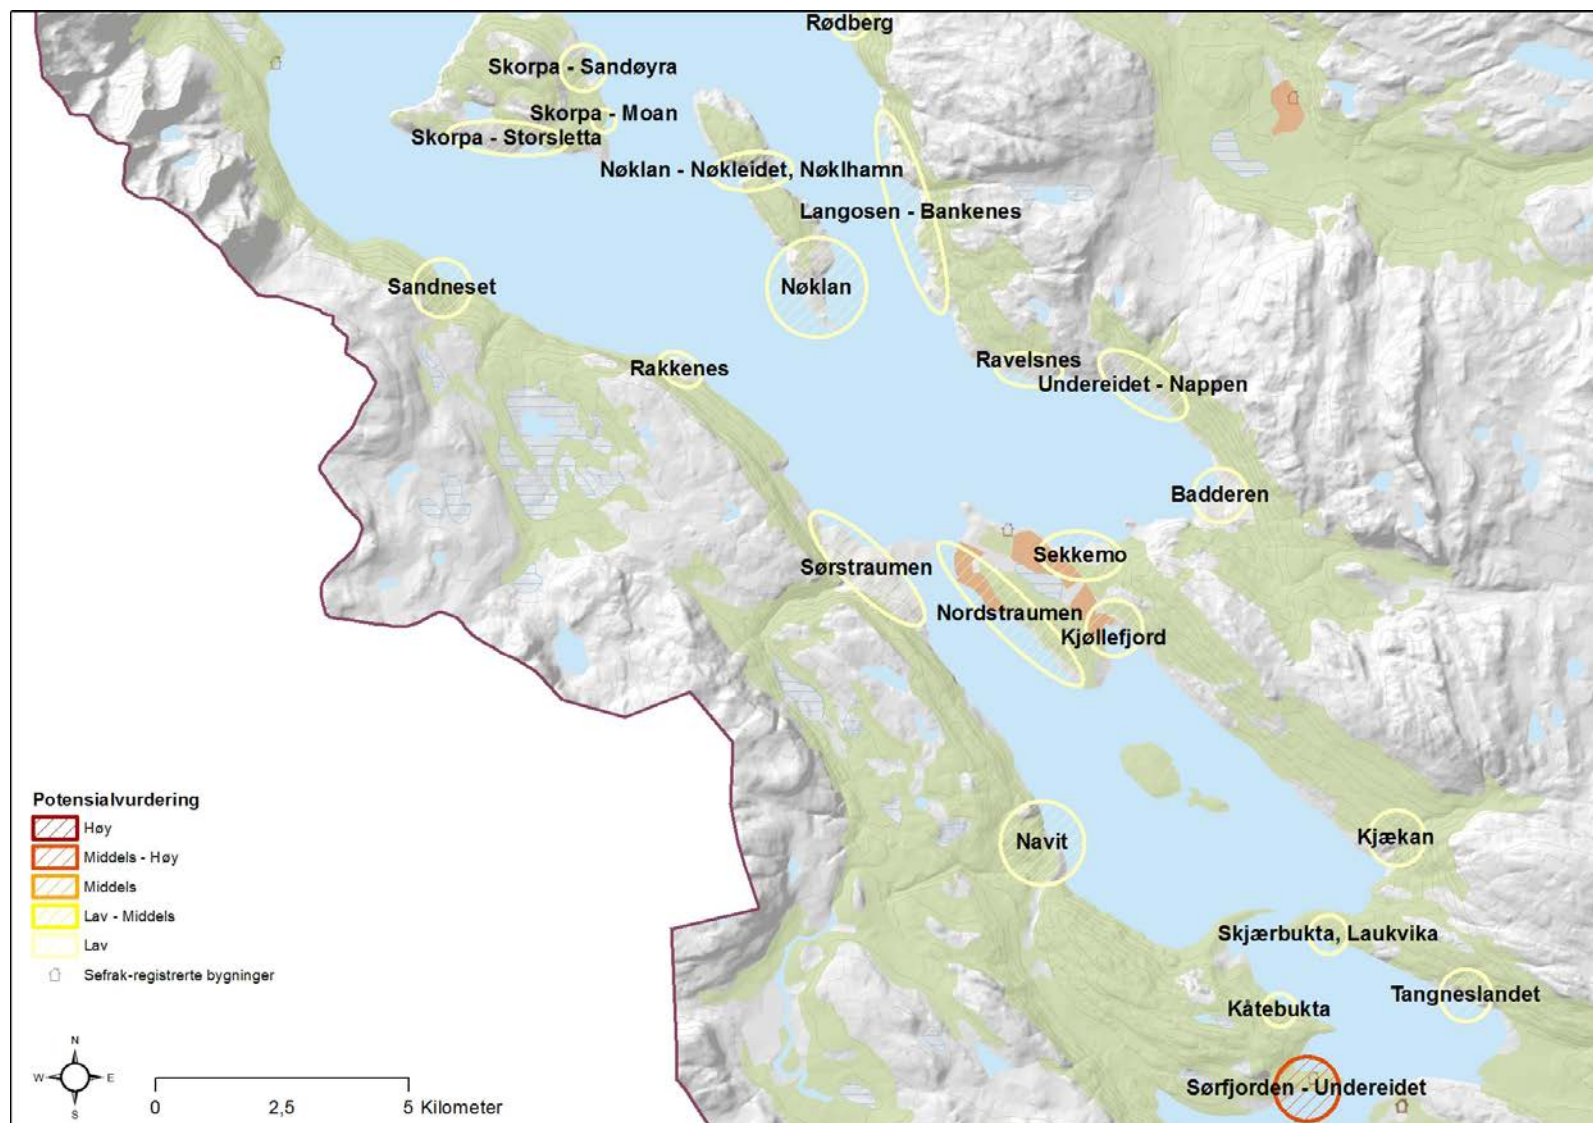 Rødberg
Skorpa - Sandøyra
Skorpa - Moan
Skorpa - Storsletta
Nøklan - Nøkleidet, Nøklhamn
Langosen - Bankenes
Sandneset
Nøklan
Rakkenes
Ravelsnes
Undereidet - Nappen
Badderen
Sekkemo
Sørstraumen
Nordstraumen
Kjøllefjord
Navit
Kjækan
Skjærbukta, Laukvika
Tangneslandet
Kåtebukta
Sørfjorden - Undereidet
Potensialvurdering
Høy
Middels - Høy
Middels
Lav - Middels
Lav
Sefrak-registrerte bygninger
N
W E
S
0 2,5 5 Kilometer